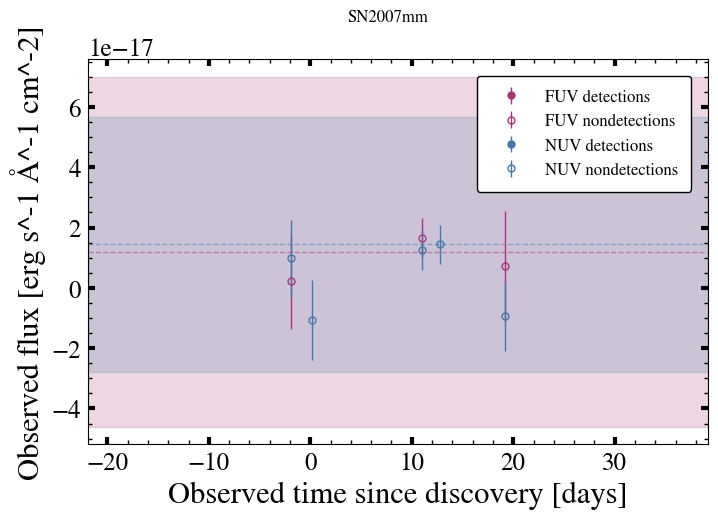 SN2007mm
1e−17
FUV detections
FUV nondetections
NUV detections
NUV nondetections
6
4
2
0
−2
−4
Observed flux [erg s^-1 Å^-1 cm^-2]
−20 −10 0 10 20 30
Observed time since discovery [days]